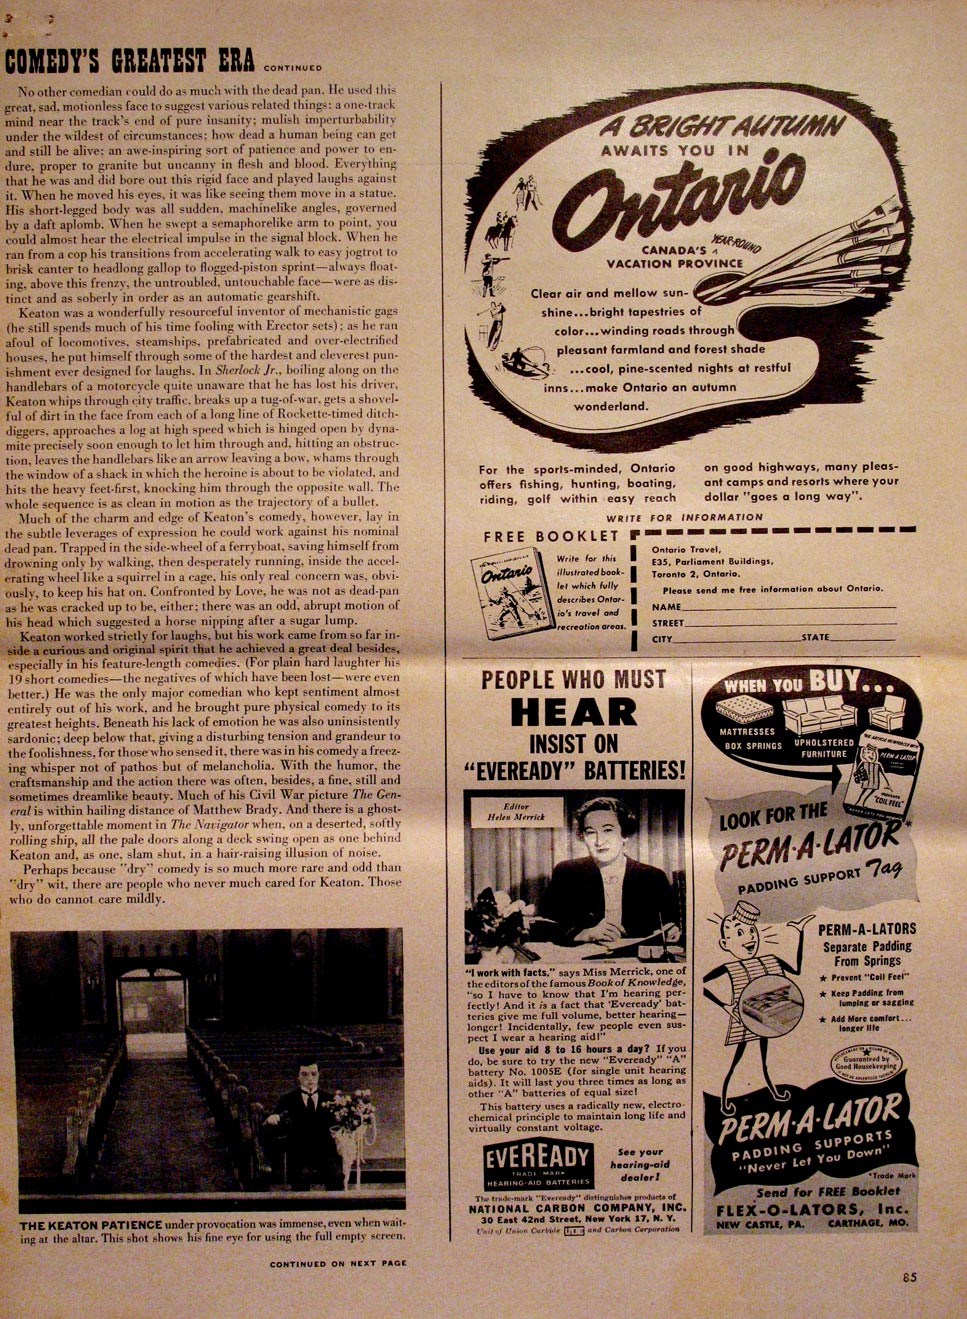 COMEDY'S GREATEST ERA CONTINUED
No other comedian could do as much with the dead pan. He used this
great, sad, motionless face to suggest various related things: a one-track
mind near the track's end of pure insanity; mulish imperturbability
under the wildest of circumstances; how dead a human being can get
and still be alive; an awe-inspiring sort of patience and power to en-
dure, proper to granite but uncanny in flesh and blood. Everything
that he was and did bore out this rigid face and played laughs against
it. When he moved his eyes, it was like seeing them move in a statue.
His short-legged body was all sudden, machinelike angles, governed
by a daft aplomb. When he swept a semaphorelike arm to point, you
could almost hear the electrical impulse in the signal block. When he
ran from a cop his transitions from accelerating walk to easy jogtrot to
brisk canter to headlong gallop to flogged-piston sprint—always float-
ing, above this frenzy, the untroubled, untouchable face—were as dis-
tinct and as soberly in order as an automatic gearshift.
Keaton was a wonderfully resourceful inventor of mechanistic gags
(he still spends much of his time fooling with Erector sets); as he ran
afoul of locomotives, steamships, prefabricated and over-electrified
houses, he put himself through some of the hardest and cleverest pun-
ishment ever designed for laughs. In Sherlock Jr., boiling along on the
handlebars of a motorcycle quite unaware that he has lost his driver,
Keaton whips through city traffic, breaks up a tug-of-war, gets a shovel-
ful of dirt in the face from each of a long line of Rockette-timed ditch-
diggers, approaches a log at high speed which is hinged open by dyna-
mite precisely soon enough to let him through and, hitting an obstruc-
tion, leaves the handlebars like an arrow leaving a bow, whams through
the window of a shack in which the heroine is about to be violated, and
hits the heavy feet-first, knocking him through the opposite wall. The
whole sequence is as clean in motion as the trajectory of a bullet.
Much of the charm and edge of Keaton's comedy, however, lay in
the subtle leverages of expression he could work against his nominal
dead pan. Trapped in the side-wheel of a ferryboat, saving himself from
drowning only by walking, then desperately running, inside the accel-
erating wheel like a squirrel in a cage, his only real concern was, obvi-
ously, to keep his hat on. Confronted by Love, he was not as dead-pan
as he was cracked up to be, either; there was an odd, abrupt motion of
his head which suggested a horse nipping after a sugar lump.
Keaton worked strictly for laughs, but his work came from so far in-
side a curious and original spirit that he achieved a great deal besides,
especially in his feature-length comedies. (For plain hard laughter his
19 short comedies—the negatives of which have been lost—were even
better.) He was the only major comedian who kept sentiment almost
entirely out of his work, and he brought pure physical comedy to its
greatest heights. Beneath his lack of emotion he was also uninsistently
sardonic; deep below that, giving a disturbing tension and grandeur to
the foolishness, for those who sensed it, there was in his comedy a freez-
ing whisper not of pathos but of melancholia. With the humor, the
craftsmanship and the action there was often, besides, a fine, still and
sometimes dreamlike beauty. Much of his Civil War picture The Gen-
eral is within hailing distance of Matthew Brady. And there is a ghost-
ly, unforgettable moment in The Navigator when, on a deserted, softly
rolling ship, all the pale doors along a deck swing open as one behind
Keaton and, as one, slam shut, in a hair-raising illusion of noise.
Perhaps because "dry" comedy is so much more rare and odd than
"dry" wit, there are people who never much cared for Keaton. Those
who do cannot care mildly.
THE KEATON PATIENCE under provocation was immense, even when wait-
ing at the altar. This shot shows his fine eye for using the full empty screen.
CONTINUED ON NEXT PAGE
A BRIGHT AUTUMN
AWAITS YOU IN
Ontario
CANADA'S YEAR-ROUND
VACATION PROVINCE
Clear air and mellow sun-
shine...bright tapestries of
color...winding roads through
pleasant farmland and forest shade
...cool, pine-scented nights at restful
inns...make Ontario an autumn
wonderland.
For the sports-minded, Ontario
offers fishing, hunting, boating,
riding, golf within easy reach
on good highways, many pleas-
ant camps and resorts where your
dollar "goes a long way".
WRITE FOR INFORMATION
FREE BOOKLET
Ontario
Write for this
illustrated book-
let which fully
describes Ontar-
io's travel and
recreation areas.
Ontario Travel,
E35, Parliament Buildings,
Toronto 2, Ontario.
Please send me free information about Ontario.
NAME
STREET
CITY STATE
PEOPLE WHO MUST
HEAR
INSIST ON
"EVEREADY" BATTERIES!
Editor
Helen Merrick
"I work with facts," says Miss Merrick, one of
the editors of the famous Book of Knowledge,
"so I have to know that I'm hearing per-
fectly! And it is a fact that 'Eveready' bat-
teries give me full volume, better hearing—
longer! Incidentally, few people even sus-
pect I wear a hearing aid!"
Use your aid 8 to 16 hours a day? If you
do, be sure to try the new "Eveready" "A"
battery No. 1005E (for single unit hearing
aids). It will last you three times as long as
other "A" batteries of equal size!
This battery uses a radically new, electro-
chemical principle to maintain long life and
virtually constant voltage.
EVEREADY
TRADE-MARK
HEARING-AID BATTERIES
See your
hearing-aid
dealer!
The trade-mark "Eveready" distinguishes products of
NATIONAL CARBON COMPANY, INC.
30 East 42nd Street, New York 17, N. Y.
Unit of Union Carbide and Carbon Corporation
WHEN YOU BUY...
MATTRESSES
BOX SPRINGS
UPHOLSTERED
FURNITURE
PERM-A-LATOR
PREVENTS
"COIL FEEL"
LOOK FOR THE
PERM-A-LATOR*
PADDING SUPPORT Tag
PERM-A-LATORS
Separate Padding
From Springs
★ Prevent "Coil Feel"
★ Keep Padding from
lumping or sagging
★ Add More comfort...
longer life
Guaranteed by
Good Housekeeping
PERM-A-LATOR
PADDING SUPPORTS
"Never Let You Down"
*Trade Mark
Send for FREE Booklet
FLEX-O-LATORS, Inc.
NEW CASTLE, PA. CARTHAGE, MO.
85